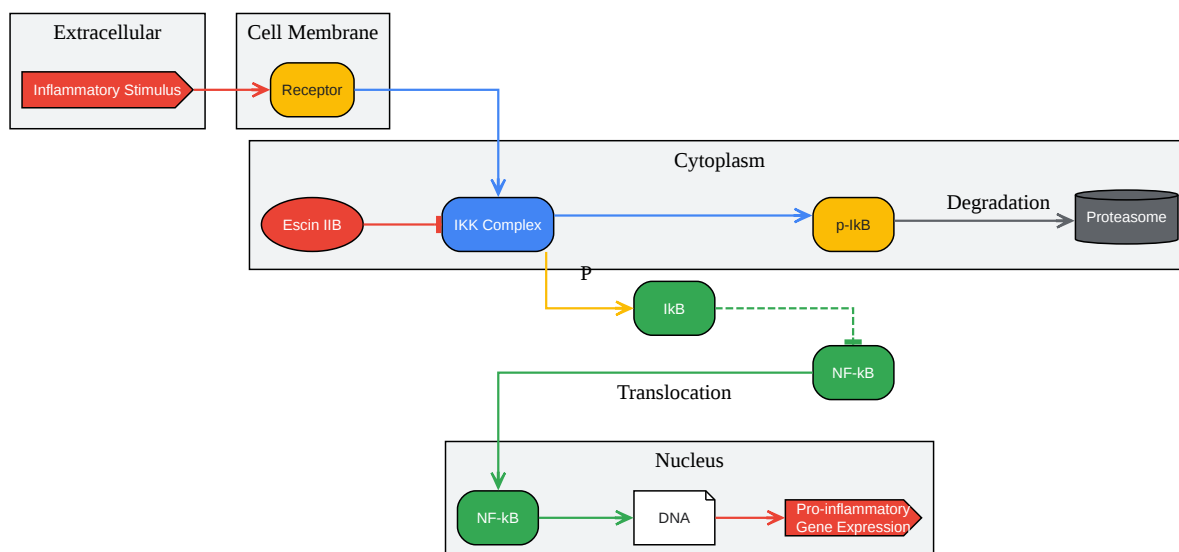 Extracellular
Cell Membrane
Inflammatory Stimulus
Receptor
Cytoplasm
Escin IIB
IKK Complex
p-IkB
Degradation
Proteasome
P
IkB
NF-kB
Translocation
Nucleus
NF-kB
DNA
Pro-inflammatory
Gene Expression